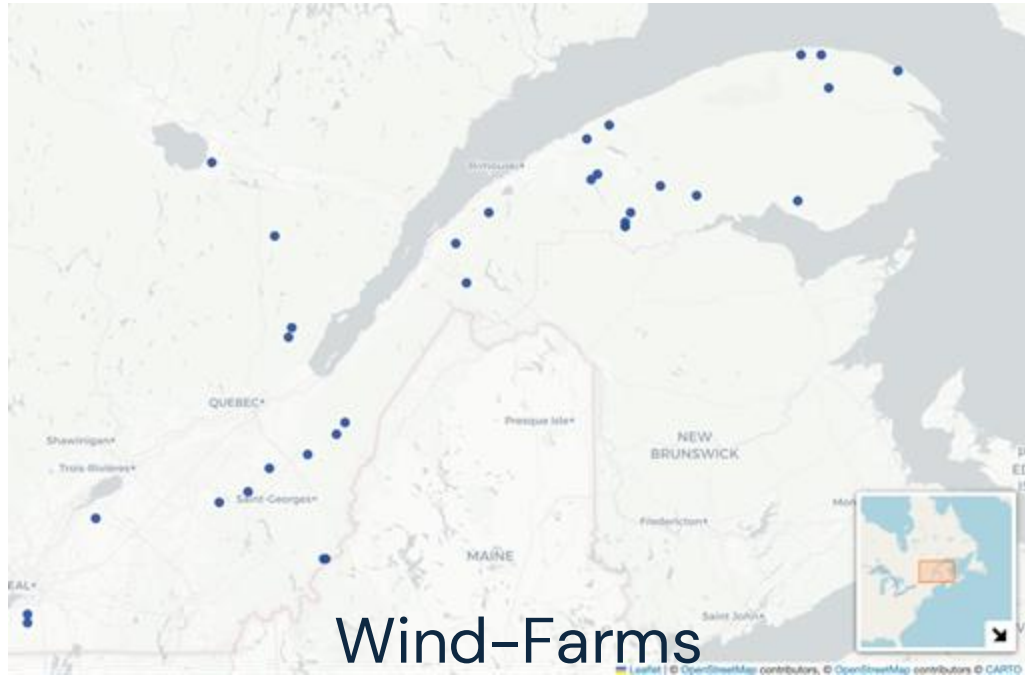 Rimouski
QUEBEC
Shawinigan
Trois-Rivières
Presque Isle
NEW
BRUNSWICK
Saint-Georges
Fredericton
MAINE
EAL
Saint John
Wind-Farms
Leaflet | © OpenStreetMap contributors, © OpenStreetMap contributors © CARTO